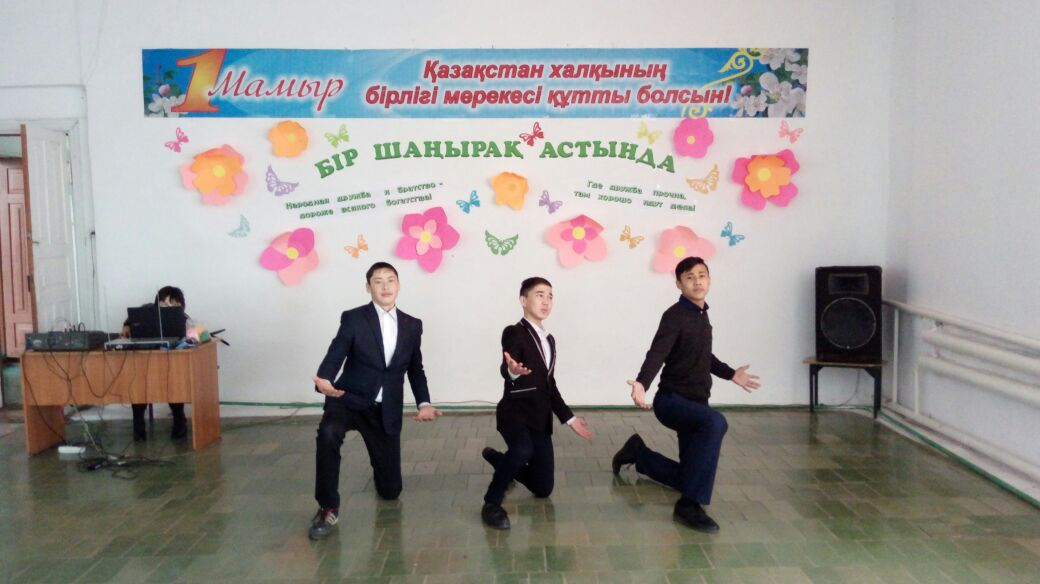 1 Мамыр
Қазақстан халқының
бірлігі мерекесі құтты болсын!
БІР ШАҢЫРАҚ АСТЫНДА
Народная дружба и братство -
дороже всякого богатства!
Где дружба прочна,
там хорошо идут дела!